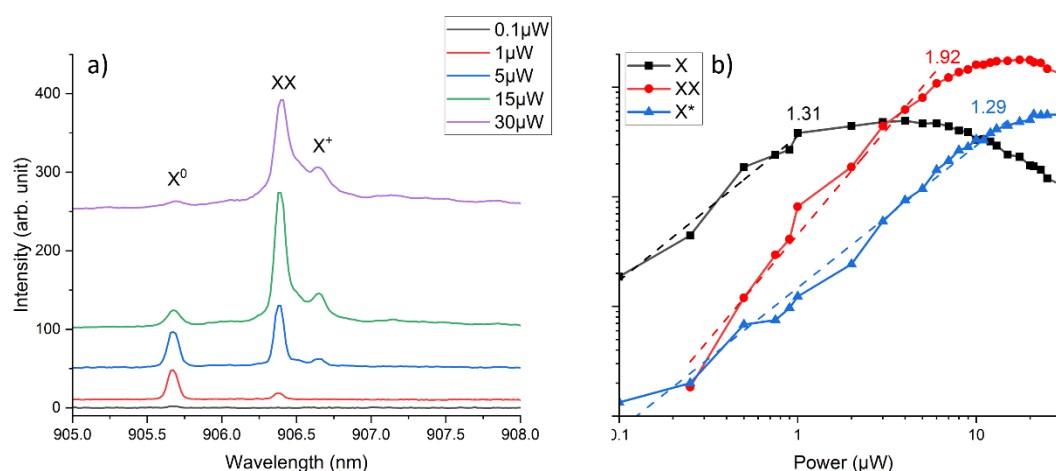 a)
0.1µW
1µW
5µW
15µW
30µW
X⁰
XX
X⁺
400
300
200
100
0
Intensity (arb. unit)
905.0
905.5
906.0
906.5
907.0
907.5
908.0
Wavelength (nm)
X
XX
X*
b)
1.31
1.92
1.29
0.1
1
10
Power (µW)